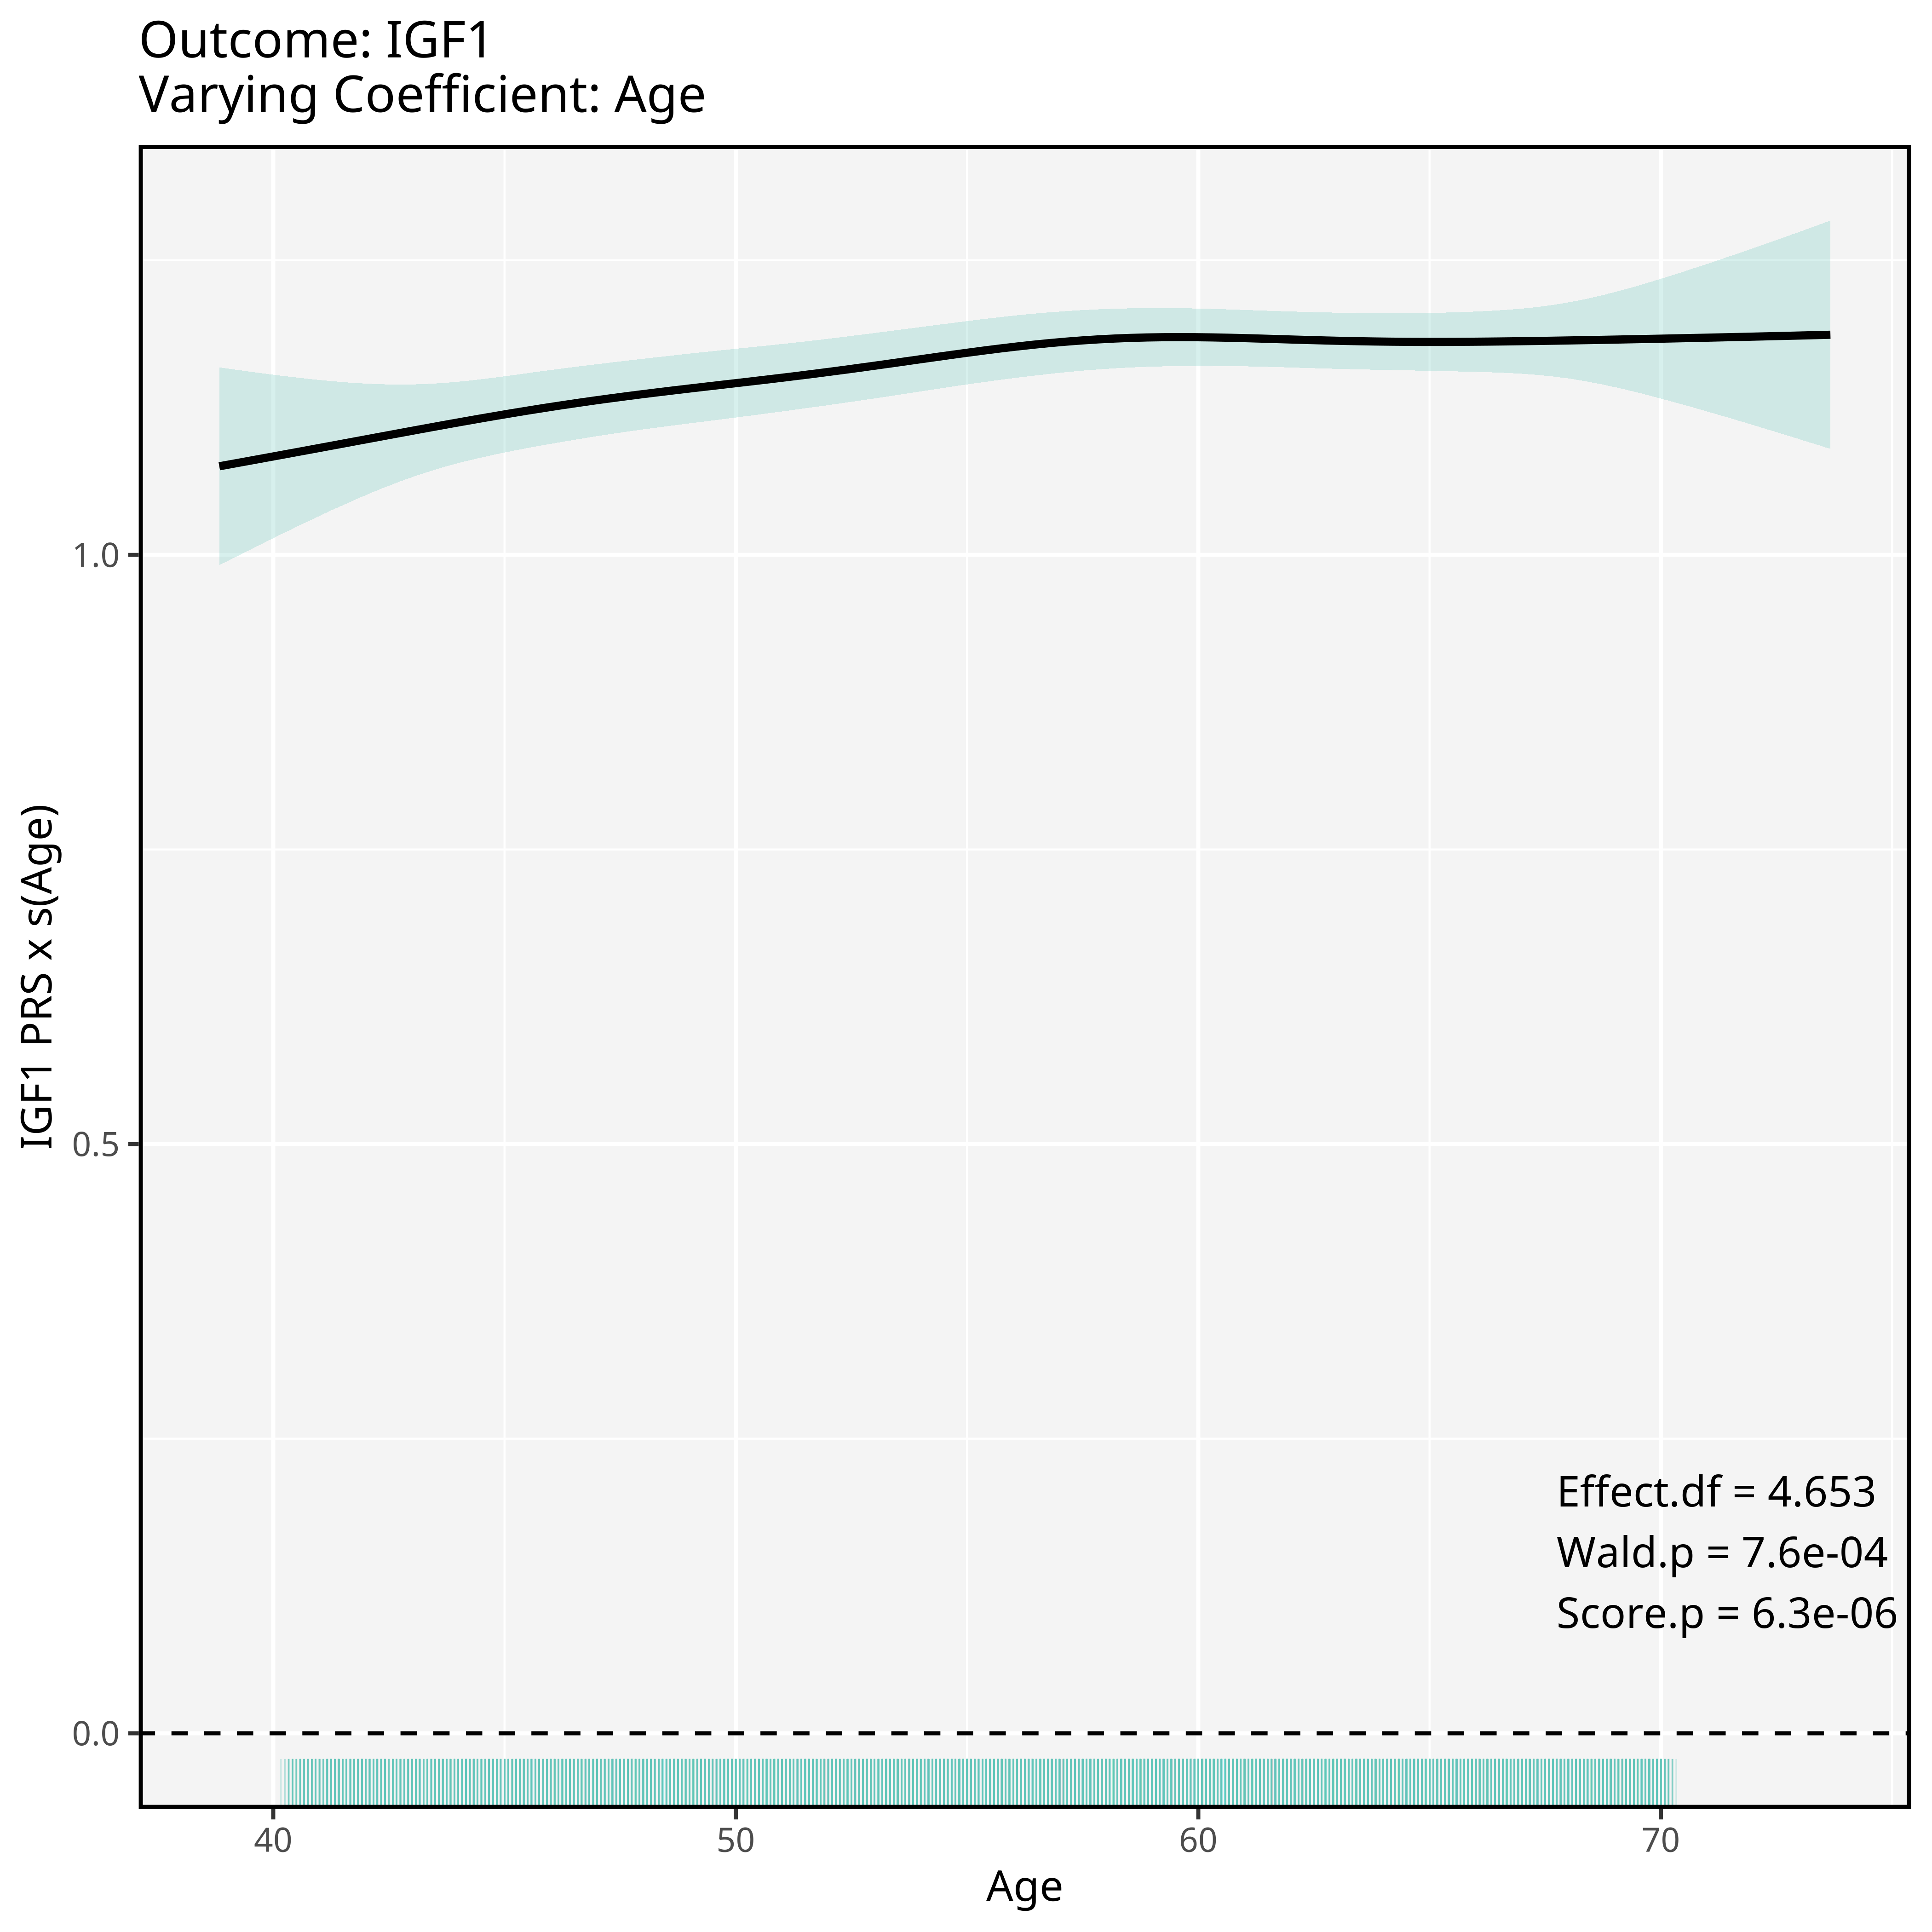 Outcome: IGF1
Varying Coefficient: Age
IGF1 PRS x s(Age)
1.0
0.5
0.0
Effect.df = 4.653
Wald.p = 7.6e-04
Score.p = 6.3e-06
40 50 60 70
Age